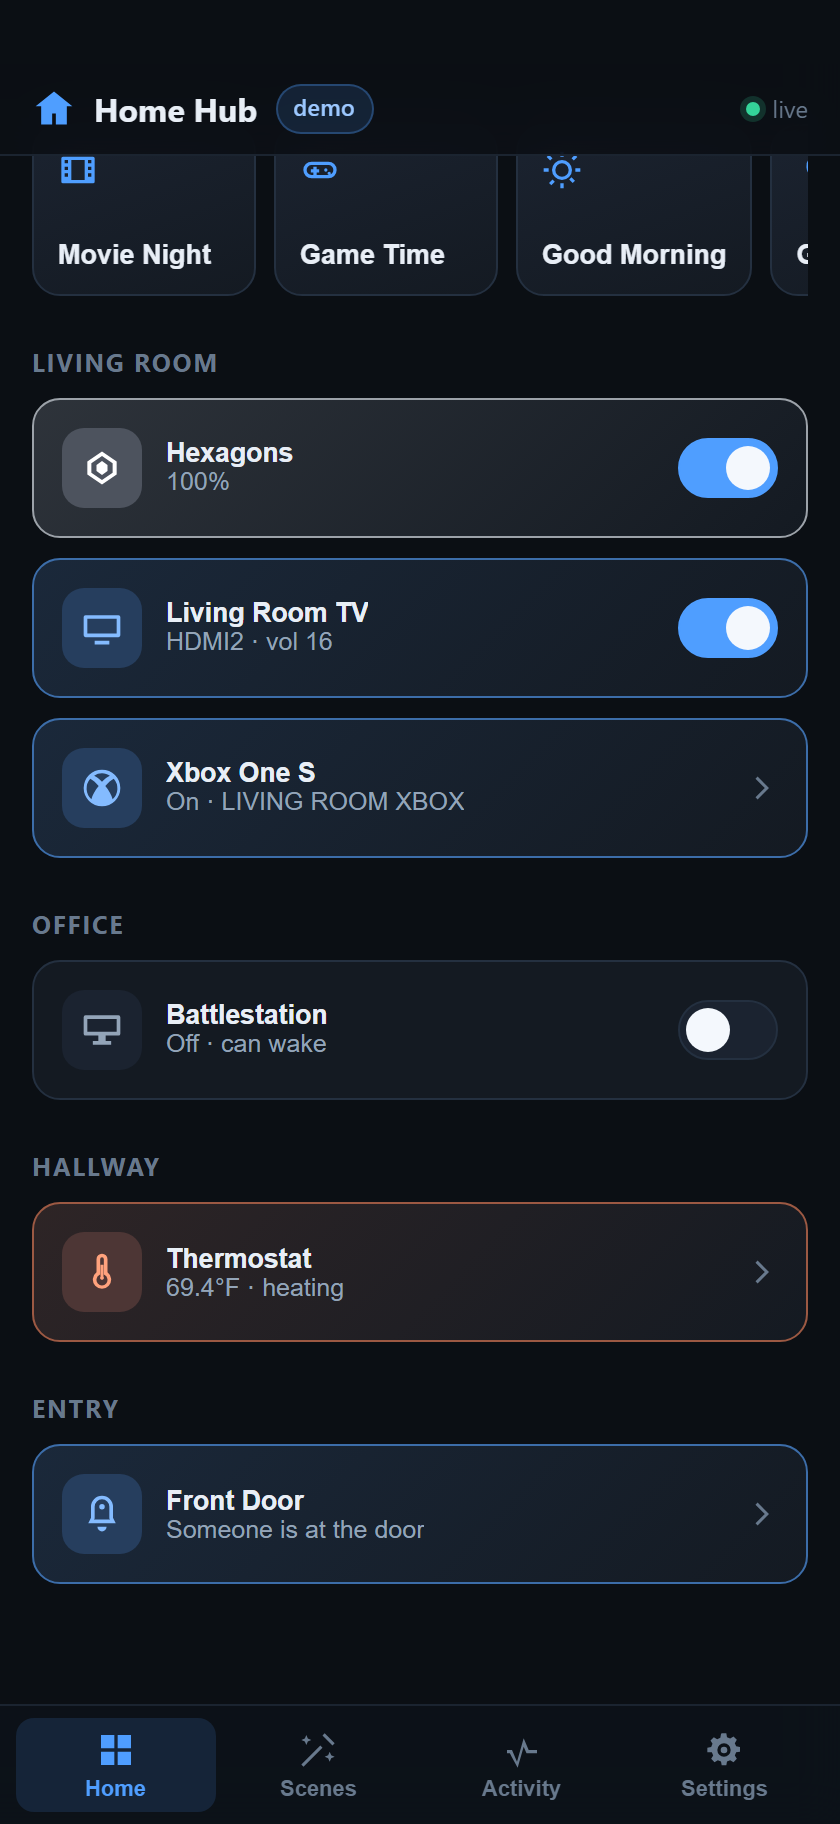 Home Hub demo live
Movie Night Game Time Good Morning
LIVING ROOM
Hexagons
100%
Living Room TV
HDMI2 · vol 16
Xbox One S
On · LIVING ROOM XBOX
OFFICE
Battlestation
Off · can wake
HALLWAY
Thermostat
69.4°F · heating
ENTRY
Front Door
Someone is at the door
Home Scenes Activity Settings